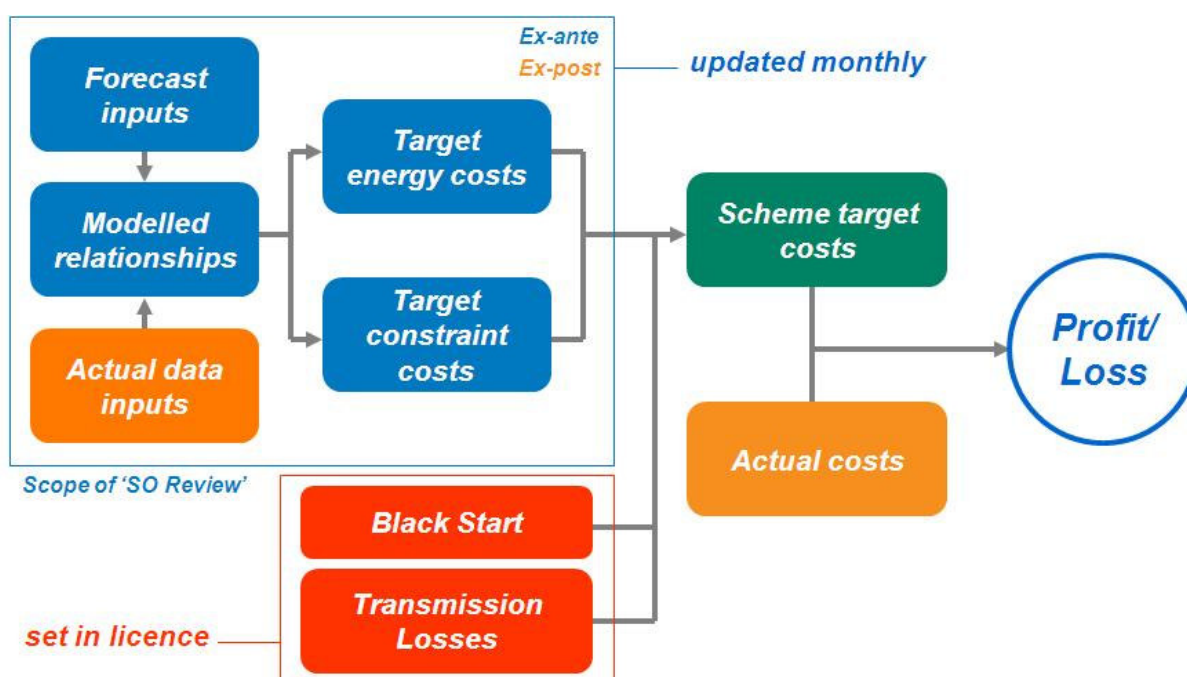 Ex-ante
Ex-post
updated monthly
Forecast
inputs
Modelled
relationships
Actual data
inputs
Target
energy costs
Target
constraint
costs
Scheme target
costs
Actual costs
Profit/
Loss
Scope of ‘SO Review’
Black Start
Transmission
Losses
set in licence